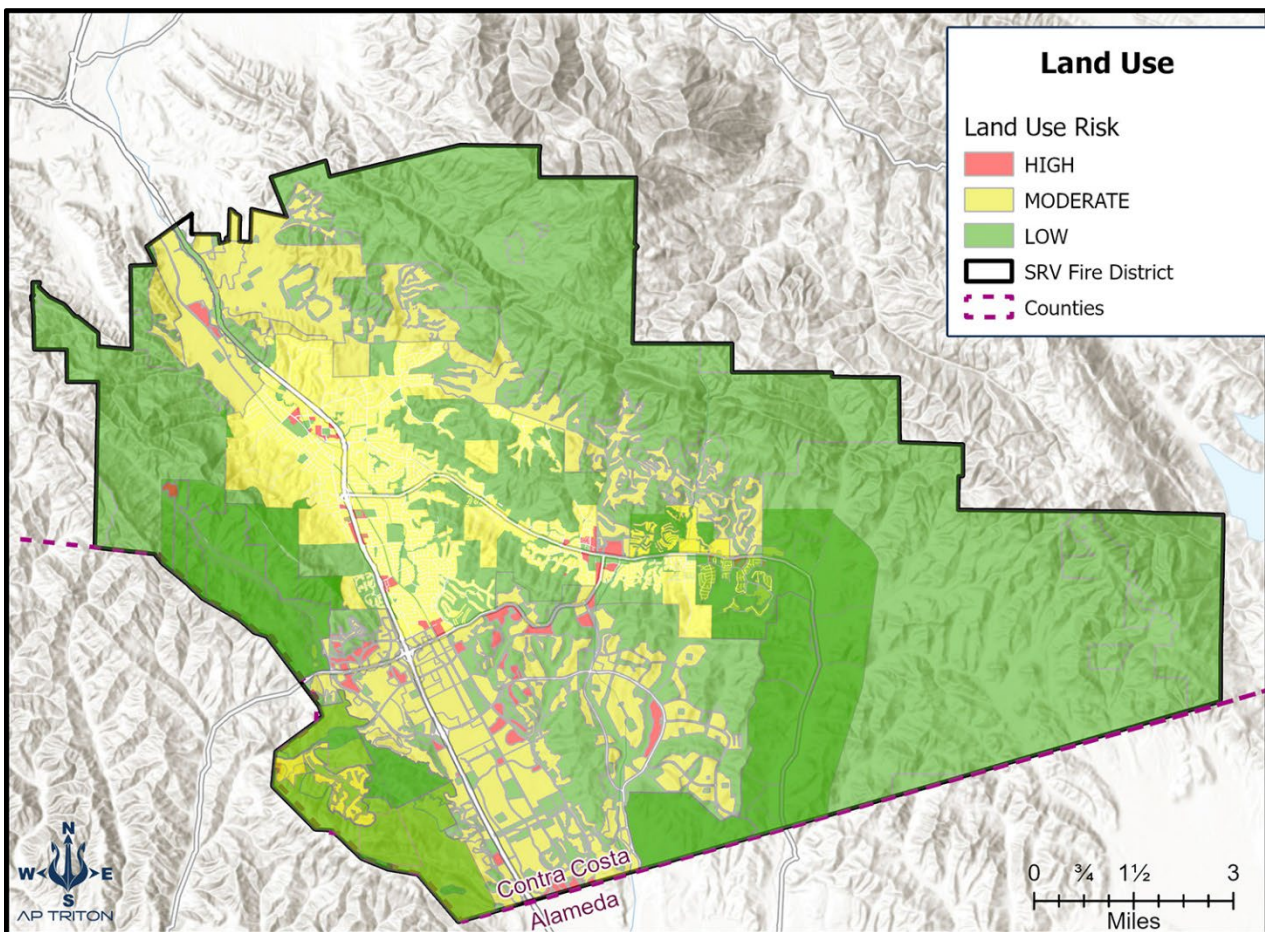 Land Use
Land Use Risk
HIGH
MODERATE
LOW
SRV Fire District
Counties
Contra Costa
Alameda
N
W E
S
AP TRITON
0 ¾ 1½ 3
Miles